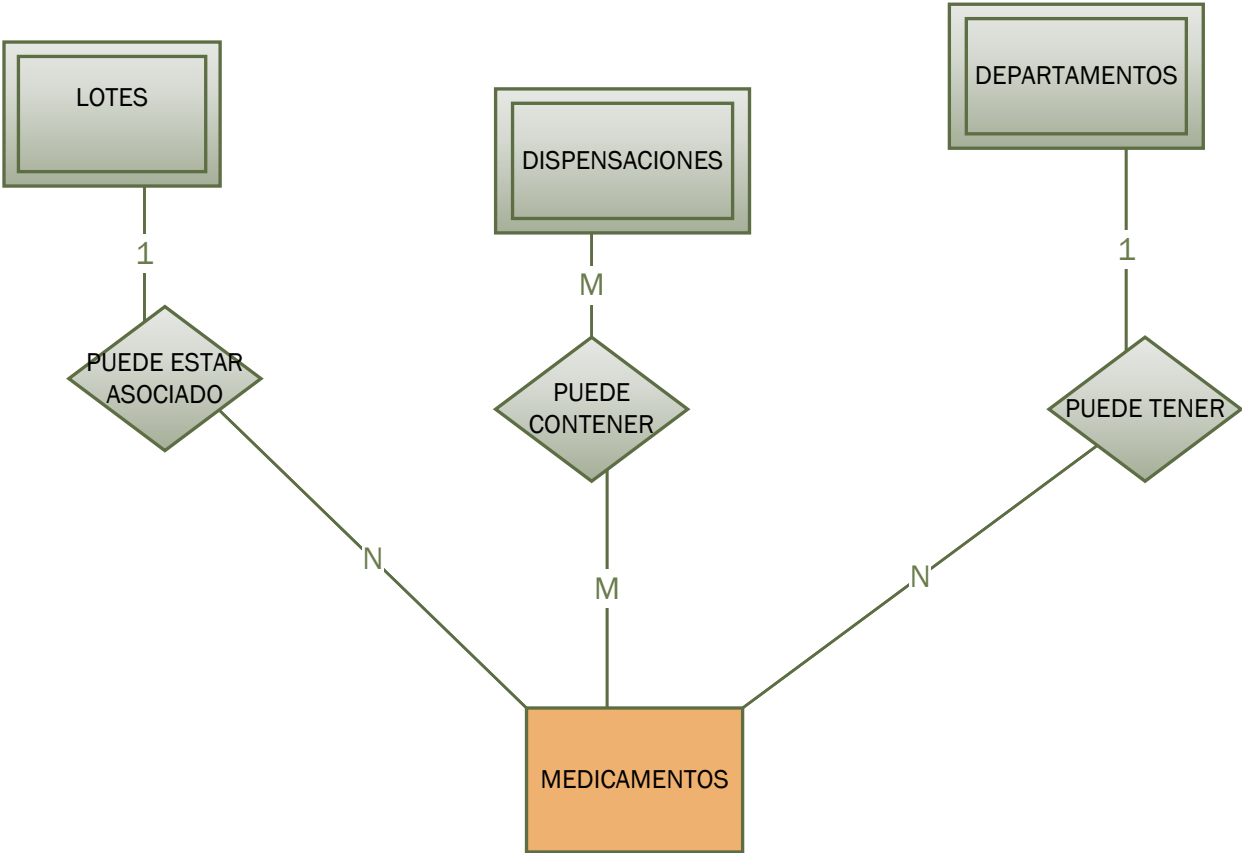 LOTES
DISPENSACIONES
DEPARTAMENTOS
1
M
1
PUEDE ESTAR
ASOCIADO
PUEDE
CONTENER
PUEDE TENER
N
M
N
MEDICAMENTOS